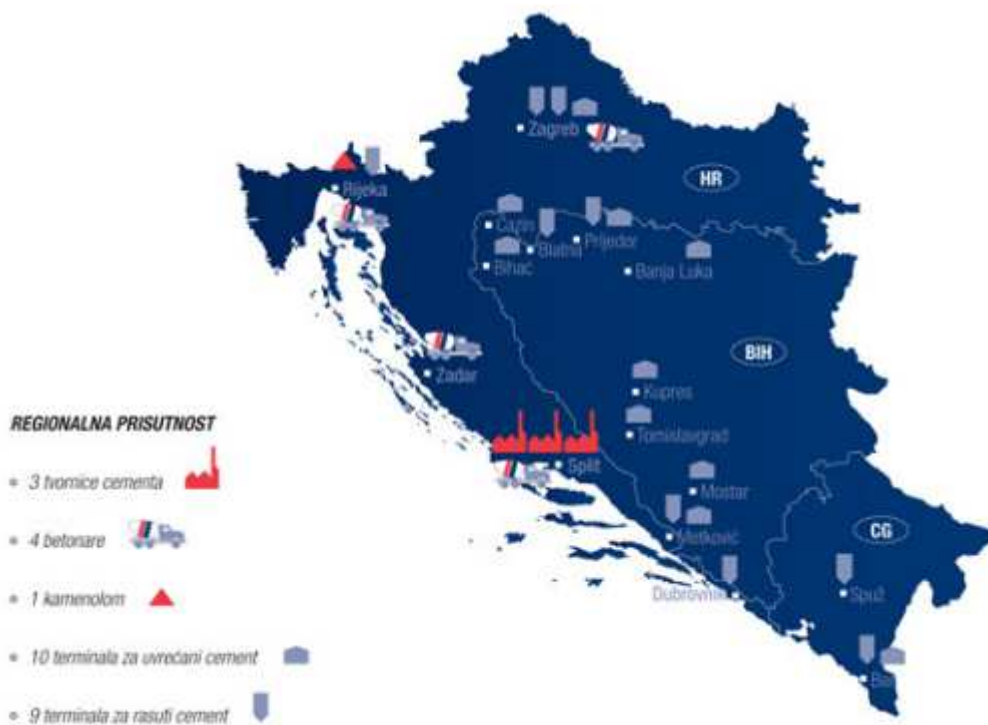 Zagreb
HR
Rijeka
Cazin
Blatna
Prijedor
Bihać
Banja Luka
BIH
Zadar
Kupres
REGIONALNA PRISUTNOST
Tomislavgrad
3 tvornice cementa
Split
Mostar
4 betonare
Metković
CG
1 kamenolom
Dubrovnik
Spuž
10 terminala za uvrećani cement
Bar
9 terminala za rasuti cement